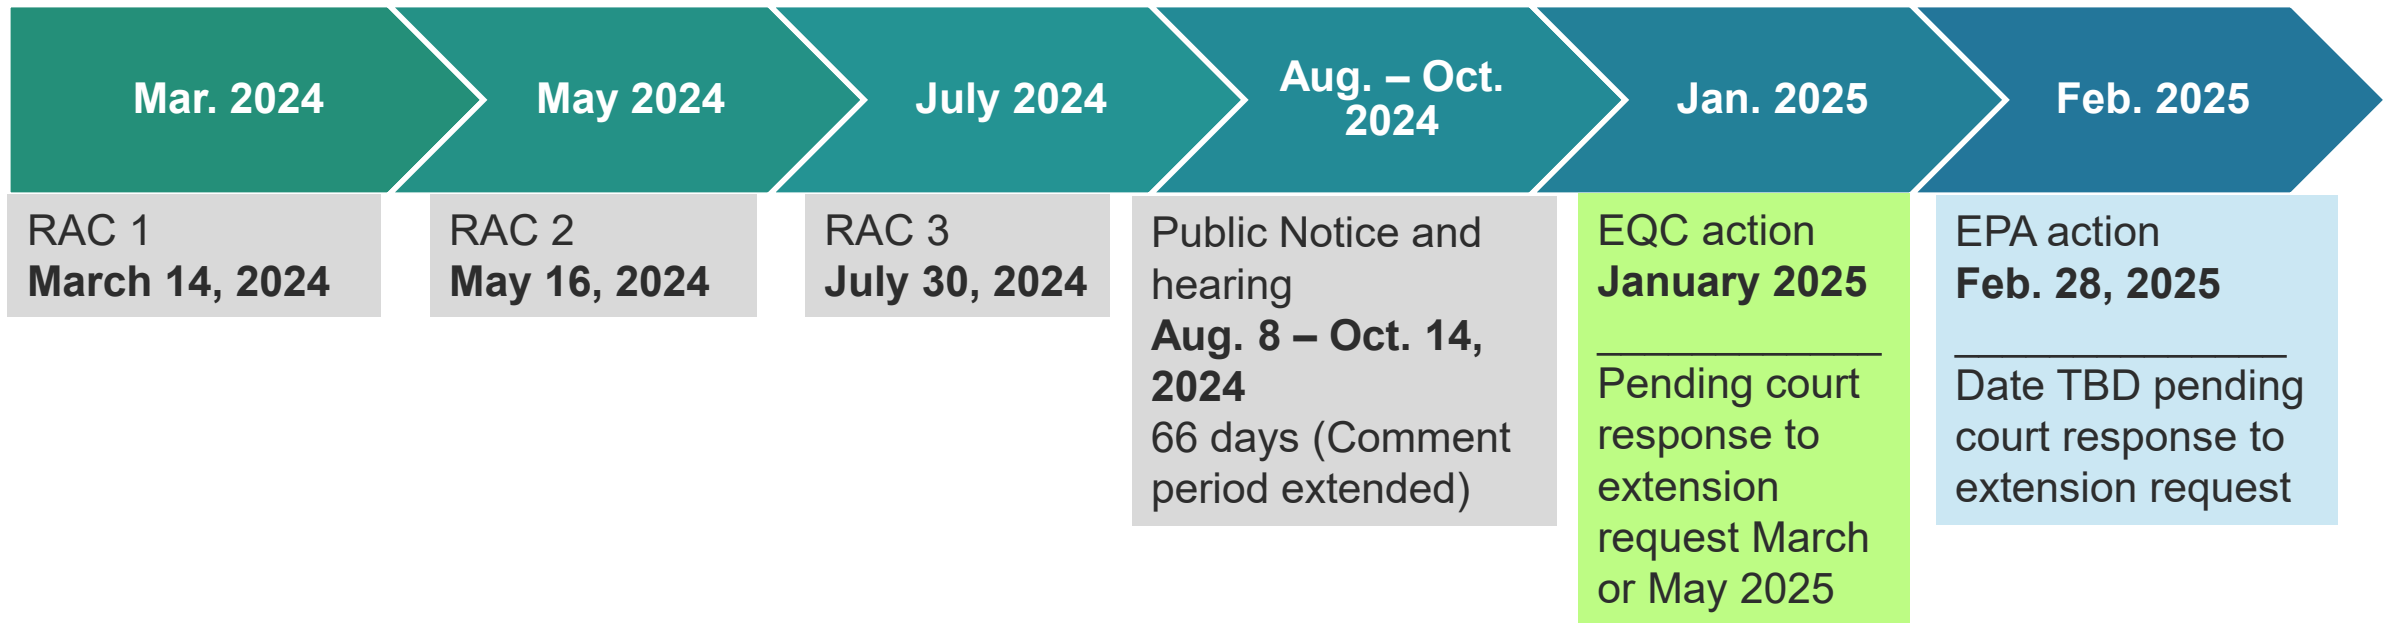 Mar. 2024
May 2024
July 2024
Aug. – Oct.
2024
Jan. 2025
Feb. 2025
RAC 1
March 14, 2024
RAC 2
May 16, 2024
RAC 3
July 30, 2024
Public Notice and
hearing
Aug. 8 – Oct. 14,
2024
66 days (Comment
period extended)
EQC action
January 2025
____________
Pending court
response to
extension
request March
or May 2025
EPA action
Feb. 28, 2025
______________
Date TBD pending
court response to
extension request